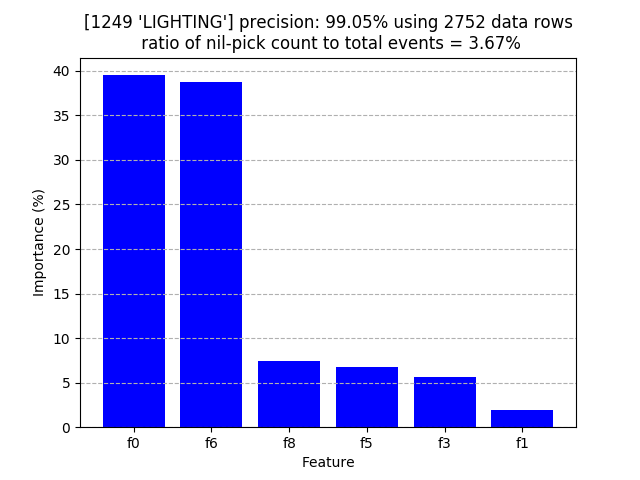 [1249 'LIGHTING'] precision: 99.05% using 2752 data rows
ratio of nil-pick count to total events = 3.67%
Importance (%)
40
35
30
25
20
15
10
5
0
f0 f6 f8 f5 f3 f1
Feature